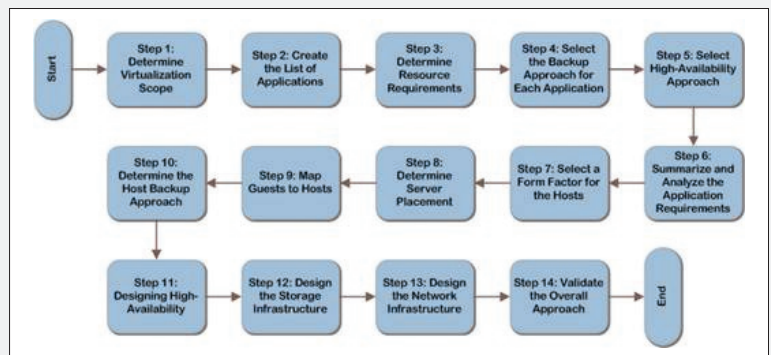 Start
Step 1:
Determine
Virtualization
Scope
Step 2: Create
the List of
Applications
Step 3:
Determine
Resource
Requirements
Step 4: Select
the Backup
Approach for
Each Application
Step 5: Select
High-Availability
Approach
Step 6:
Summarize and
Analyze the
Application
Requirements
Step 7: Select a
Form Factor for
the Hosts
Step 8:
Determine
Server
Placement
Step 9: Map
Guests to Hosts
Step 10:
Determine the
Host Backup
Approach
Step 11:
Designing High-
Availability
Step 12: Design
the Storage
Infrastructure
Step 13: Design
the Network
Infrastructure
Step 14: Validate
the Overall
Approach
End